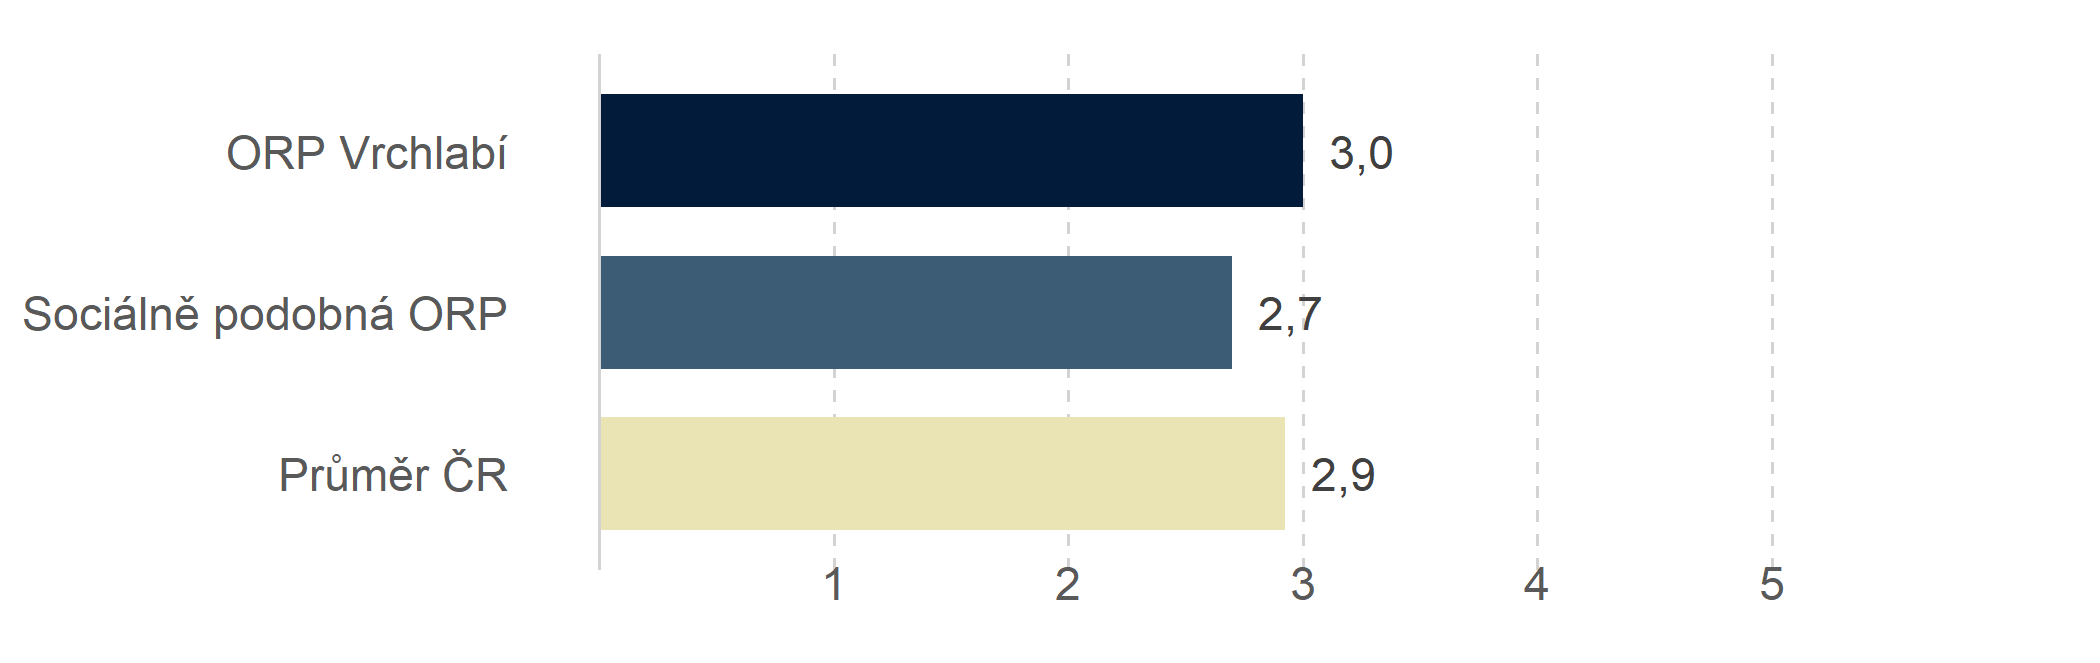 ORP Vrchlabí
3,0
Sociálně podobná ORP
2,7
Průměr ČR
2,9
1 2 3 4 5